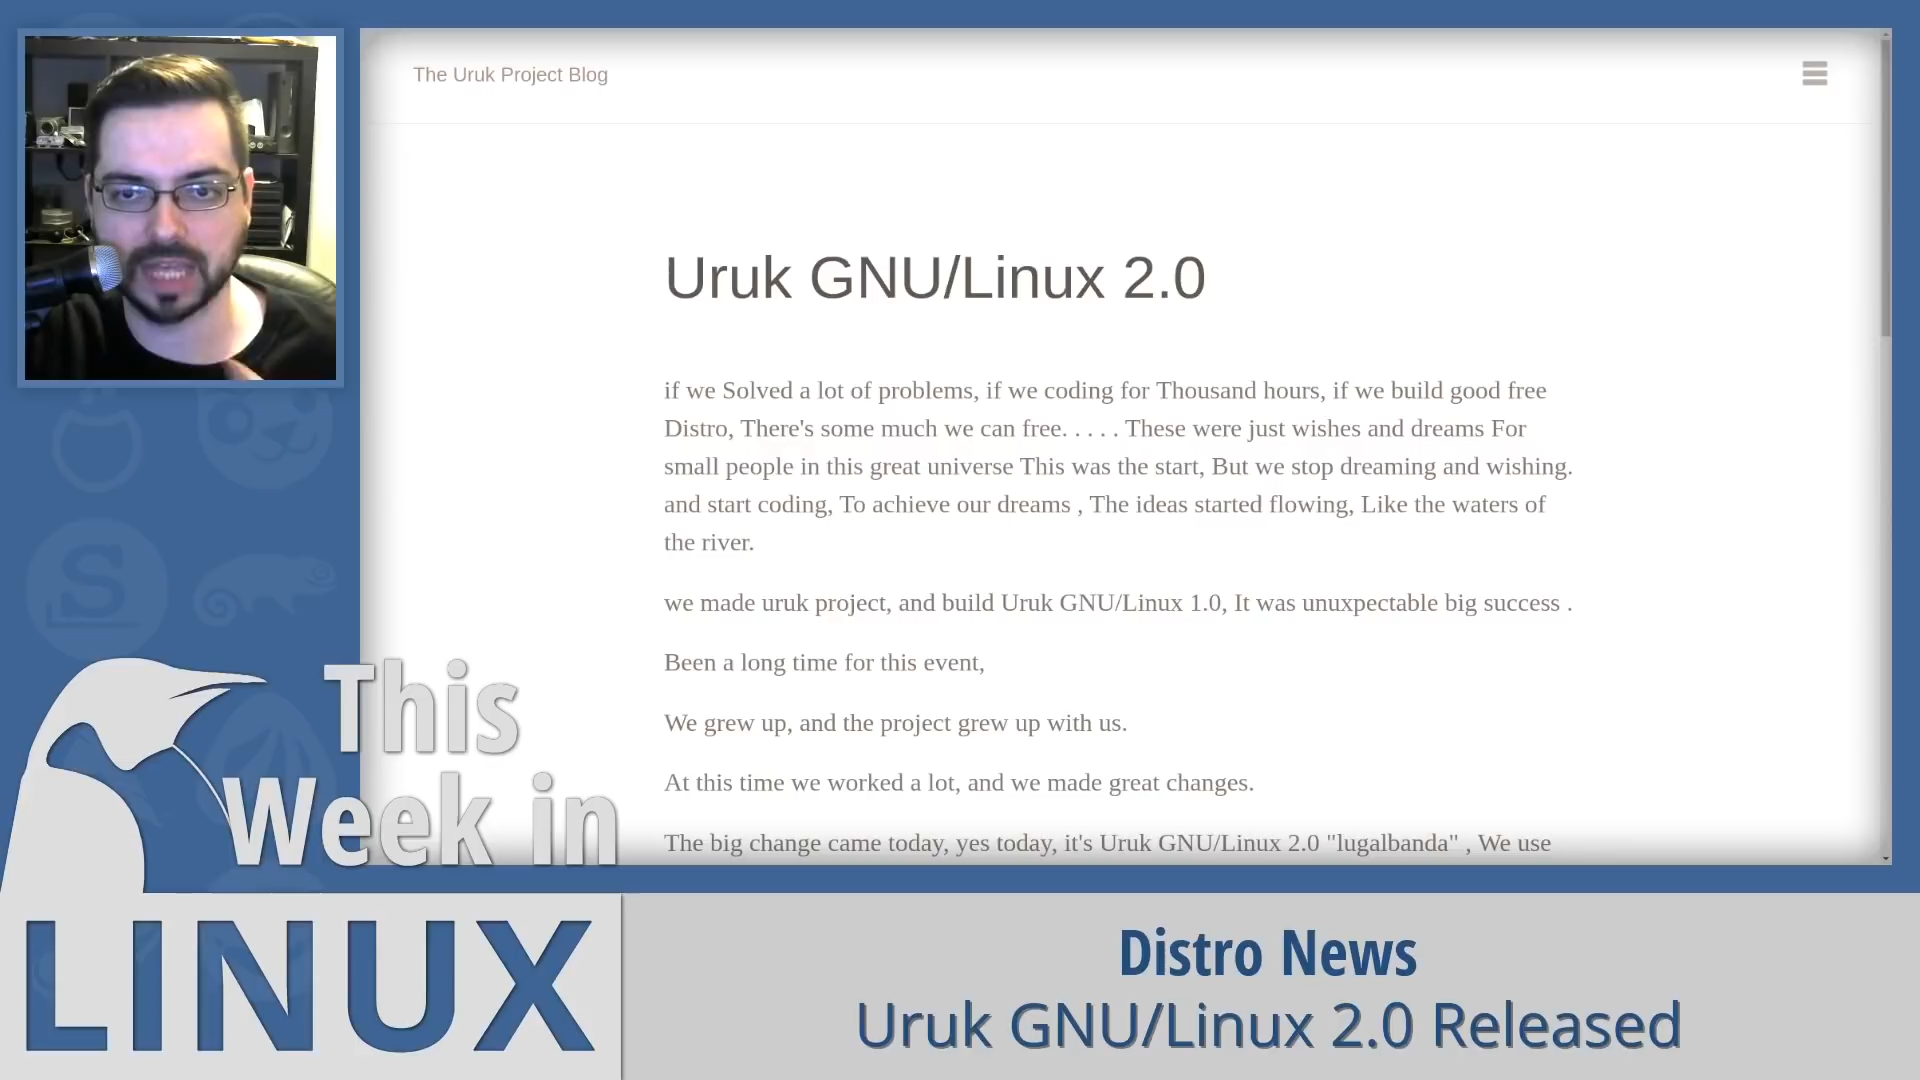 The Uruk Project Blog
Uruk GNU/Linux 2.0
if we Solved a lot of problems, if we coding for Thousand hours, if we build good free
Distro, There's some much we can free. . . . . These were just wishes and dreams For
small people in this great universe This was the start, But we stop dreaming and wishing.
and start coding, To achieve our dreams , The ideas started flowing, Like the waters of
the river.
we made uruk project, and build Uruk GNU/Linux 1.0, It was unuxpectable big success .
Been a long time for this event,
We grew up, and the project grew up with us.
At this time we worked a lot, and we made great changes.
The big change came today, yes today, it's Uruk GNU/Linux 2.0 "lugalbanda" , We use
This
Week in
LINUX
Distro News
Uruk GNU/Linux 2.0 Released